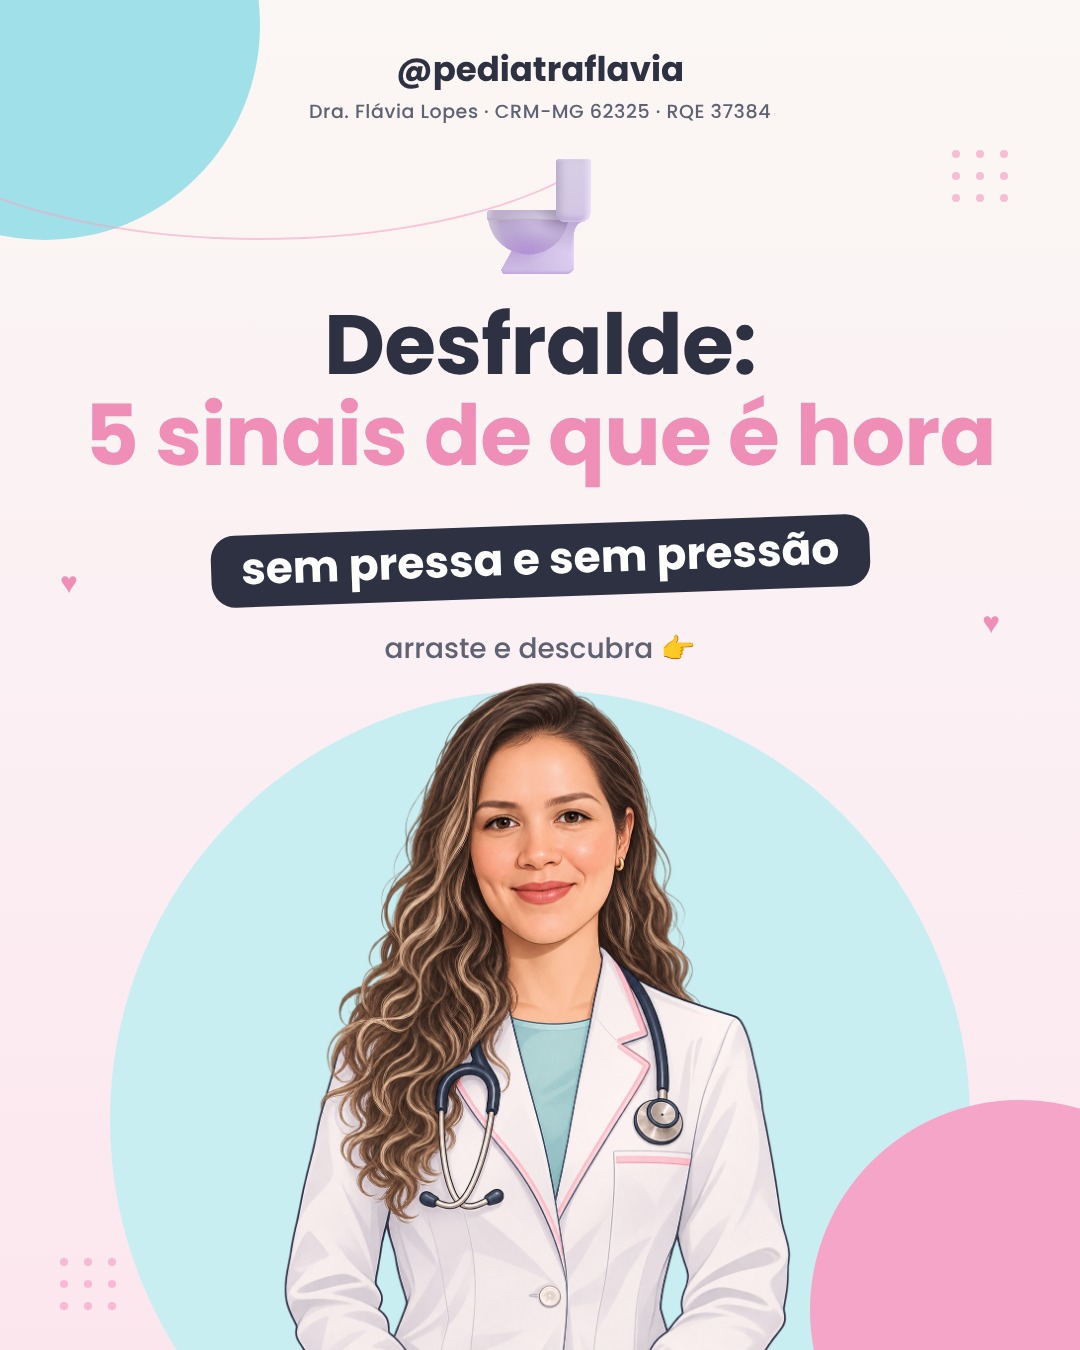 @pediatraflavia
Dra. Flávia Lopes · CRM-MG 62325 · RQE 37384
Desfralde:
5 sinais de que é hora
sem pressa e sem pressão
arraste e descubra 👉